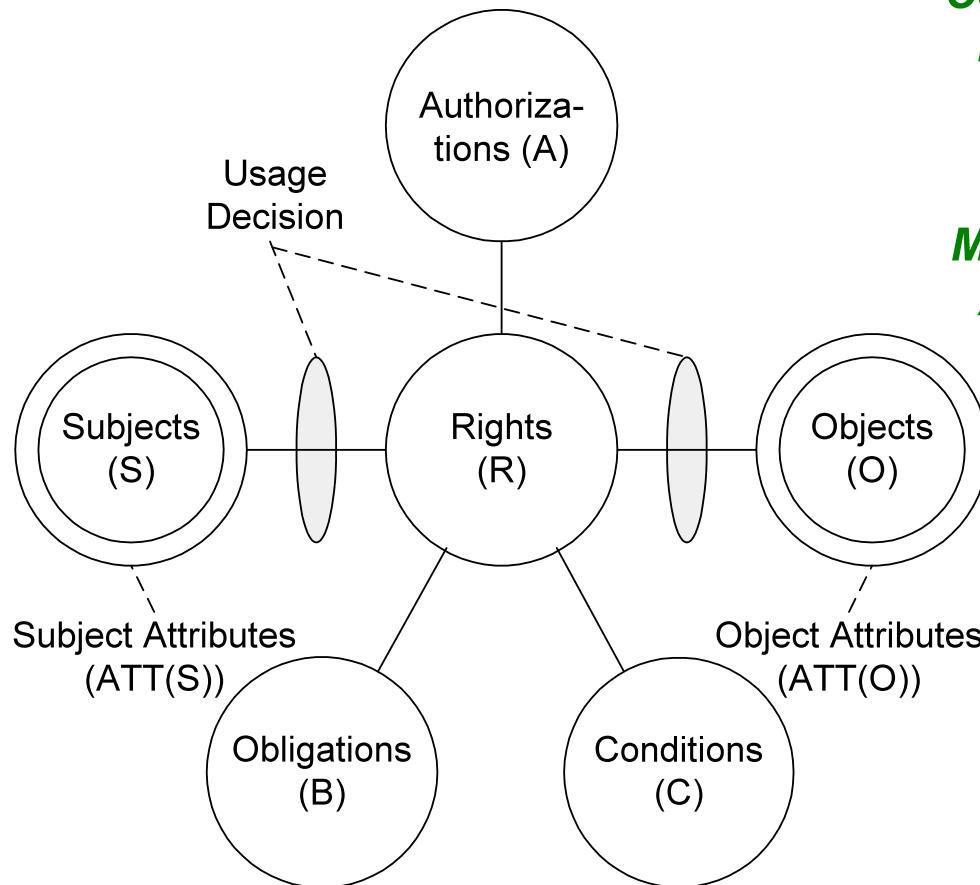 Authoriza-
tions (A)
Usage
Decision
Subjects
(S)
Rights
(R)
Objects
(O)
Subject Attributes
(ATT(S))
Object Attributes
(ATT(O))
Obligations
(B)
Conditions
(C)